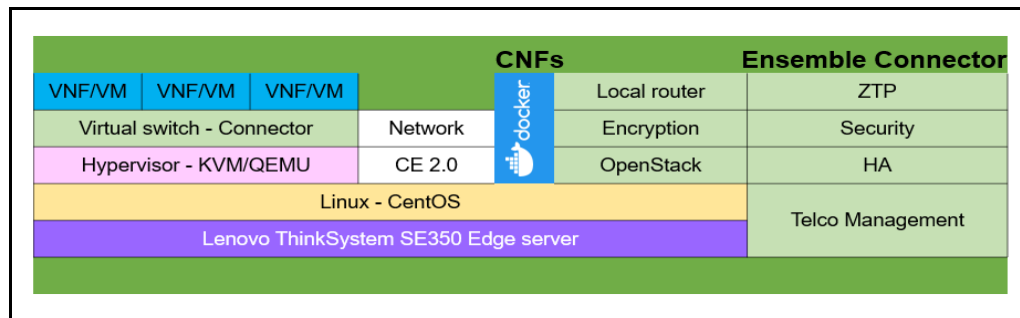 CNFs Ensemble Connector
VNF/VM VNF/VM VNF/VM docker Local router ZTP
Virtual switch - Connector Network Encryption Security
Hypervisor - KVM/QEMU CE 2.0 OpenStack HA
Linux - CentOS
Telco Management
Lenovo ThinkSystem SE350 Edge server